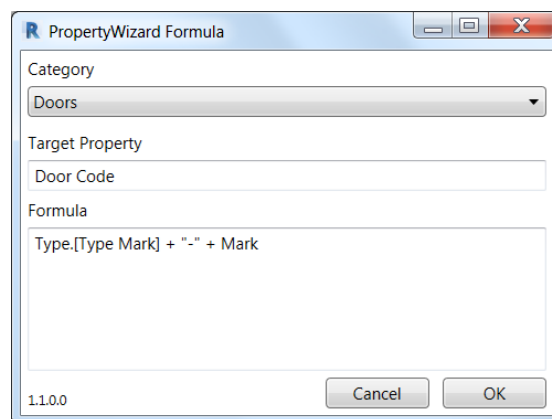 PropertyWizard Formula
Category
Doors
Target Property
Door Code
Formula
Type.[Type Mark] + "-" + Mark
1.1.0.0 Cancel OK